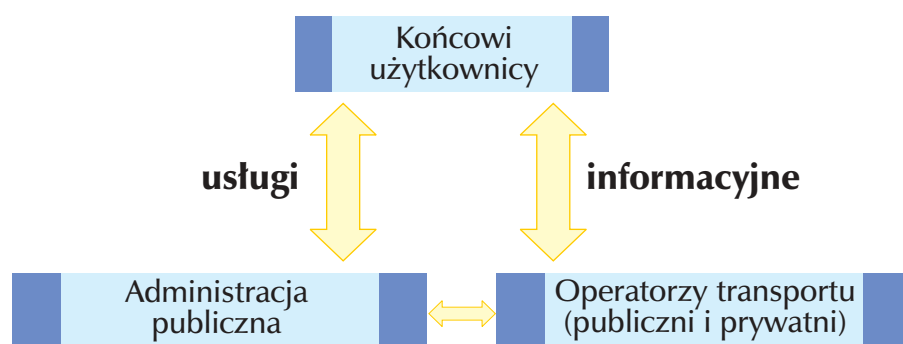 Końcowi
użytkownicy
usługi
informacyjne
Administracja
publiczna
Operatorzy transportu
(publiczni i prywatni)